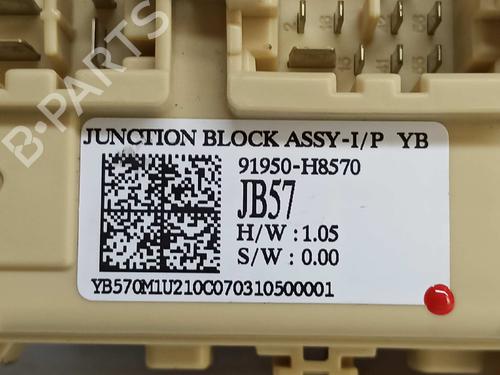 B-PARTS
JUNCTION BLOCK ASSY-I/P YB
91950-H8570
JB57
H/W : 1.05
S/W : 0.00
YB570M1U210C070310500001